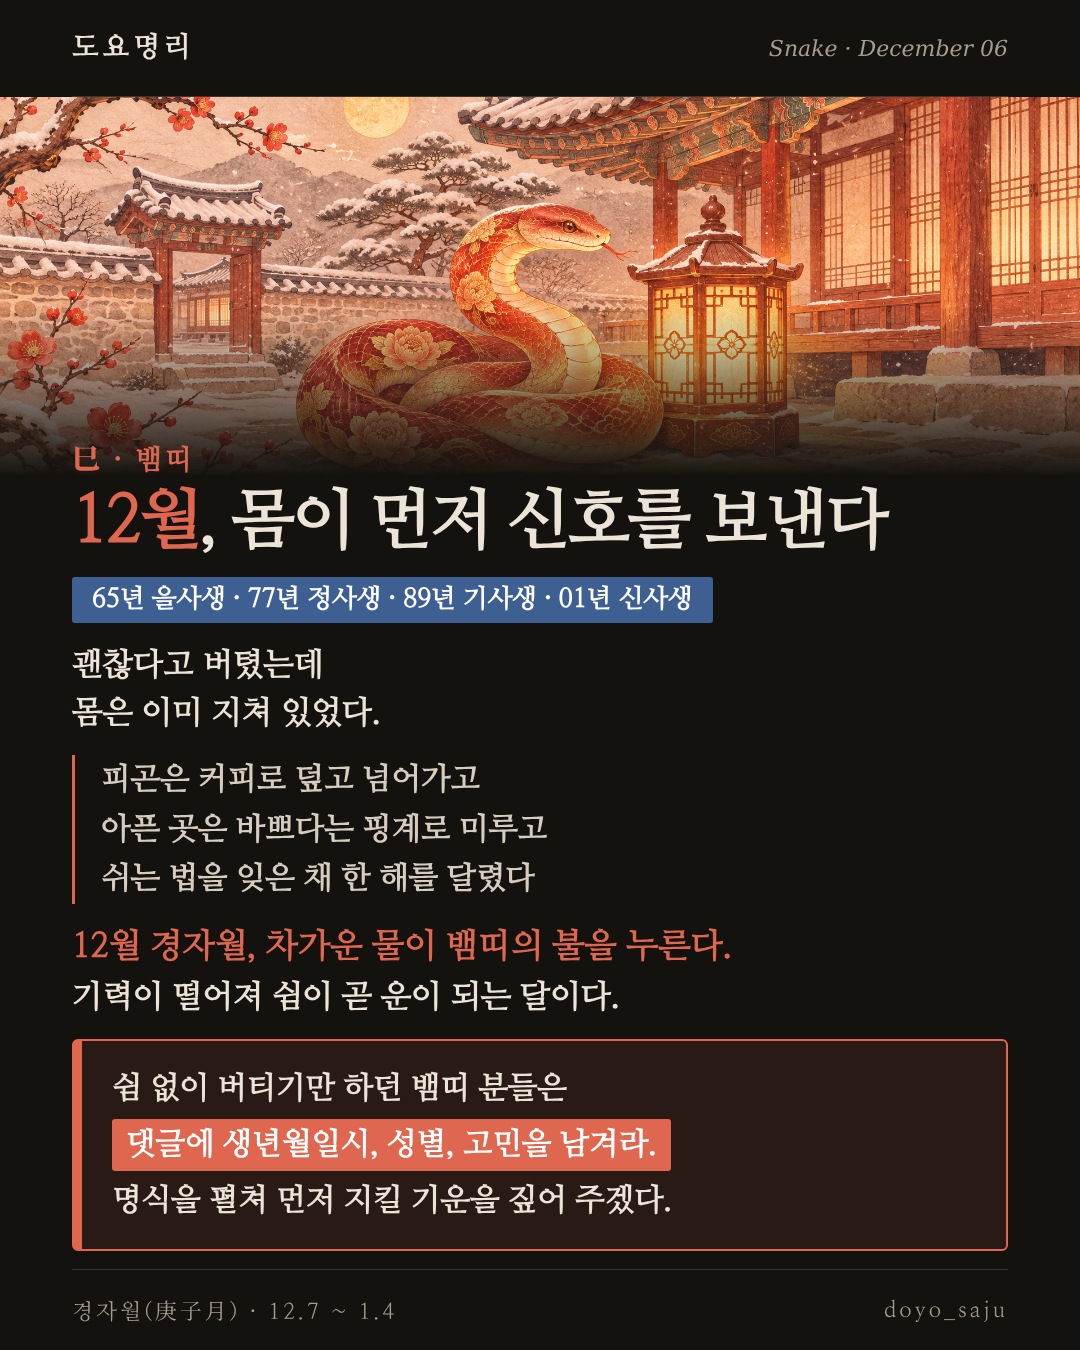 도요명리
Snake · December 06
巳 · 뱀띠
12월, 몸이 먼저 신호를 보낸다
65년 을사생 · 77년 정사생 · 89년 기사생 · 01년 신사생
괜찮다고 버텼는데
몸은 이미 지쳐 있었다.
피곤은 커피로 덮고 넘어가고
아픈 곳은 바쁘다는 핑계로 미루고
쉬는 법을 잊은 채 한 해를 달렸다
12월 경자월, 차가운 물이 뱀띠의 불을 누른다.
기력이 떨어져 쉼이 곧 운이 되는 달이다.
쉼 없이 버티기만 하던 뱀띠 분들은
댓글에 생년월일시, 성별, 고민을 남겨라.
명식을 펼쳐 먼저 지킬 기운을 짚어 주겠다.
경자월(庚子月) · 12.7 ~ 1.4
doyo_saju